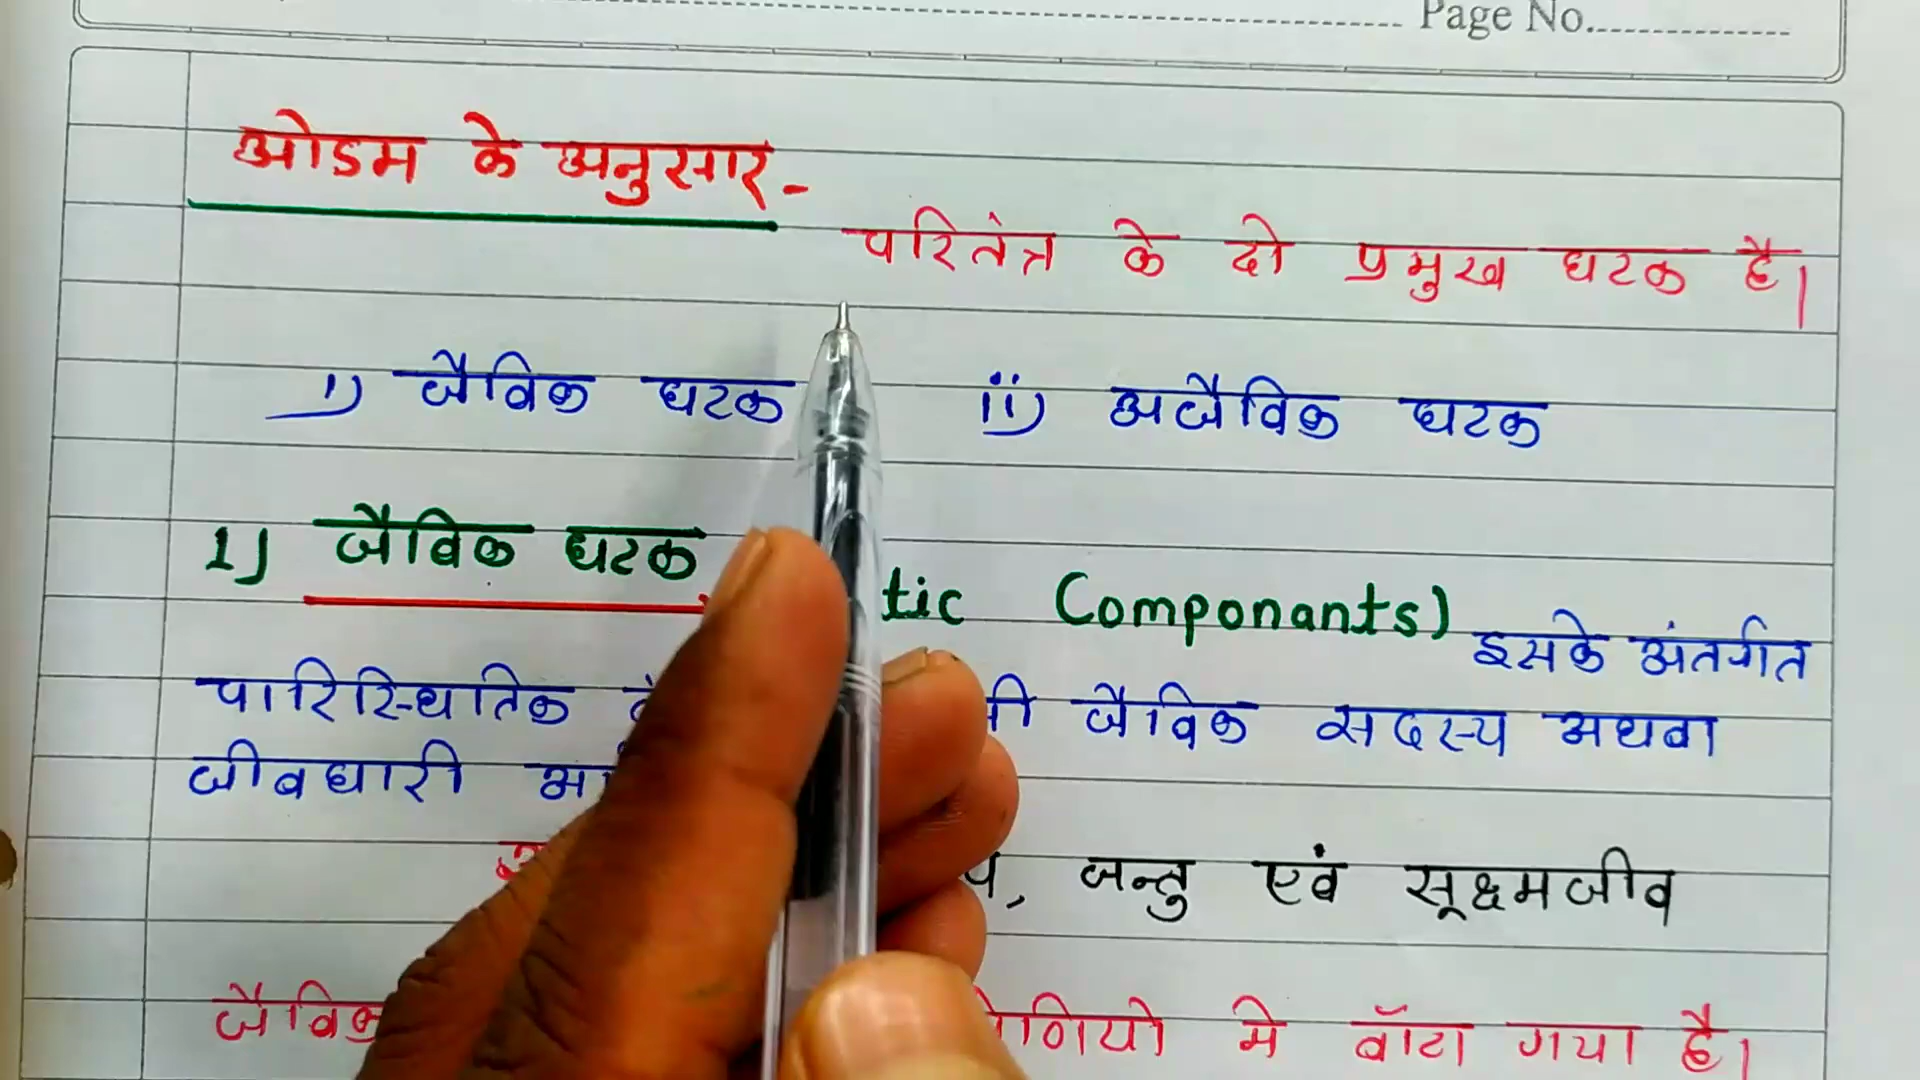 Page No.
ओडम के अनुसार-
परितंत्र के दो प्रमुख घटक है।
i) जैविक घटक ii) अजैविक घटक
1) जैविक घटक tic Componants)
इसके अंतर्गत
पारिस्थितिक जैविक सदस्य अथवा
जीवधारी
जन्तु एवं सूक्ष्मजीव
जैविक मे बॉटा गया है।